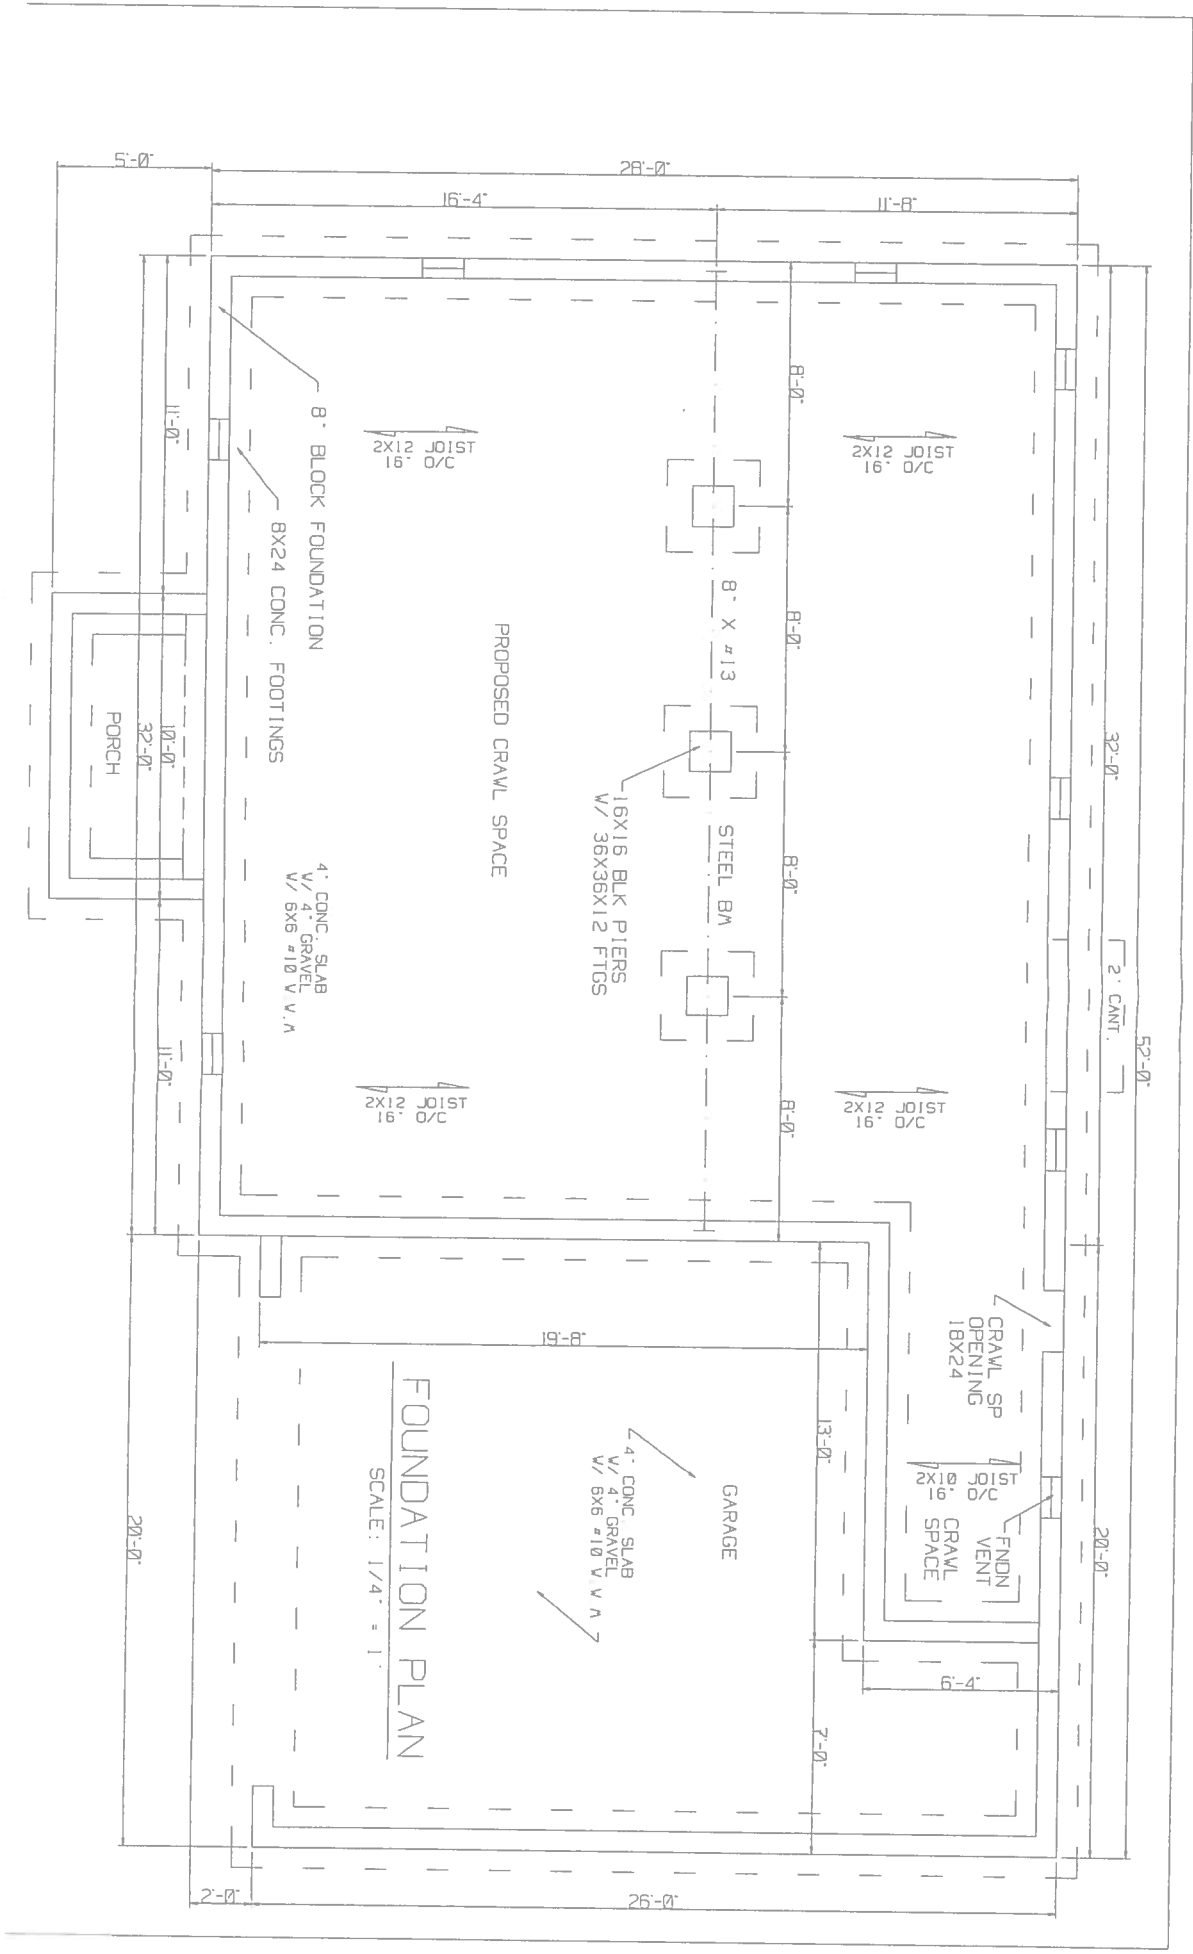 52'-0"
32'-0"
20'-0"
2' CANT.
28'-0"
11'-8"
16'-4"
5'-0"
2X12 JOIST
16" O/C
2X12 JOIST
16" O/C
CRAWL SP
OPENING
18X24
FNDN
VENT
2X10 JOIST
16" O/C
CRAWL
SPACE
6'-4"
26'-0"
2'-0"
8'-0"
8'-0"
8'-0"
8'-0"
13'-0"
7'-0"
8" X #13
STEEL BM
16X16 BLK PIERS
W/ 36X36X12 FTGS
GARAGE
4" CONC. SLAB
W/ 4" GRAVEL
W/ 6X6 #10 W.W.M
19'-8"
PROPOSED CRAWL SPACE
2X12 JOIST
16" O/C
2X12 JOIST
16" O/C
8" BLOCK FOUNDATION
8X24 CONC. FOOTINGS
4" CONC. SLAB
W/ 4" GRAVEL
W/ 6X6 #10 W.W.M
FOUNDATION PLAN
SCALE: 1/4" = 1'
11'-0"
10'-0"
11'-0"
32'-0"
20'-0"
PORCH